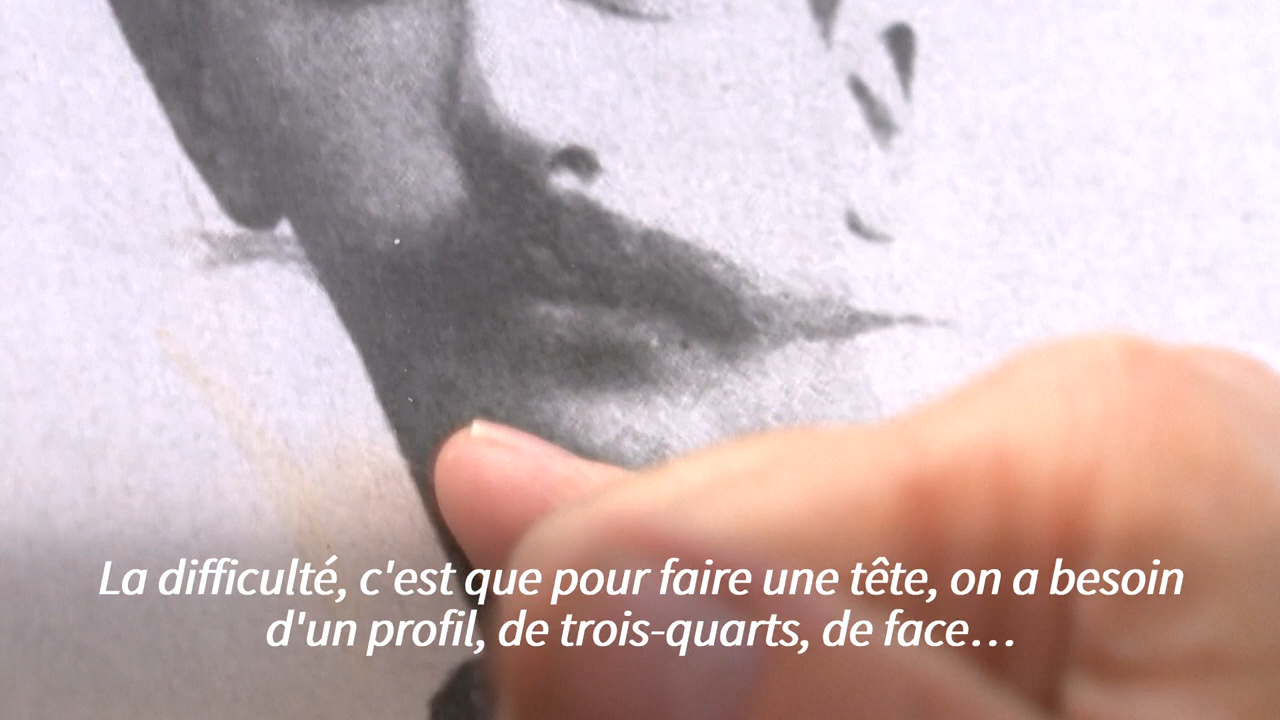 La difficulté, c'est que pour faire une tête, on a besoin
d'un profil, de trois-quarts, de face…